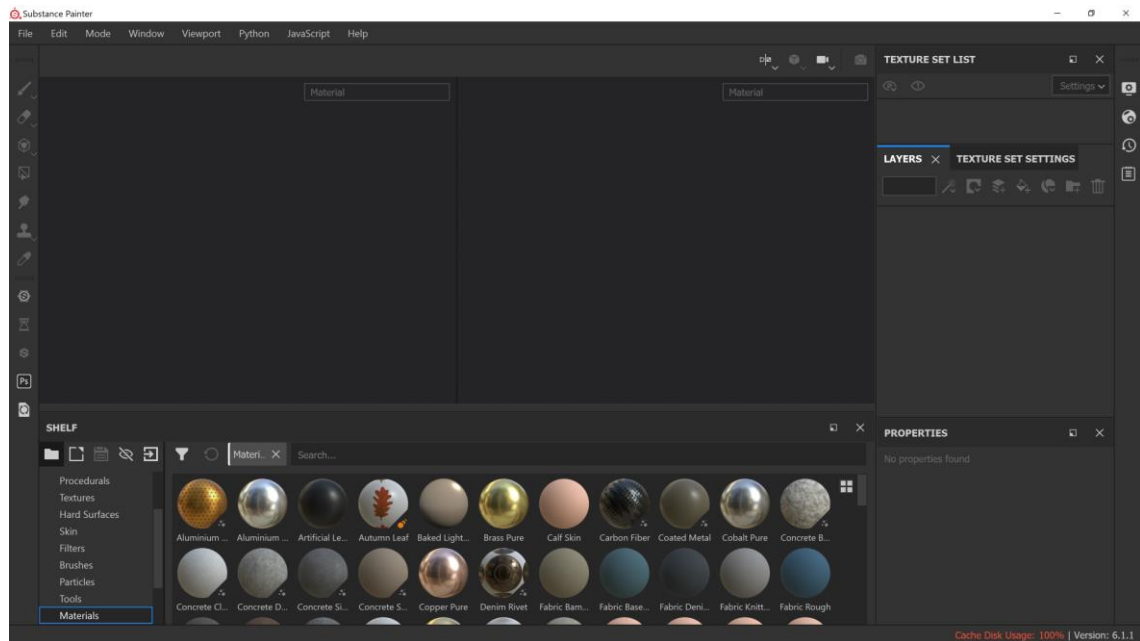 Substance Painter
File Edit Mode Window Viewport Python JavaScript Help
TEXTURE SET LIST
Settings
Material Material
LAYERS TEXTURE SET SETTINGS
Ps
SHELF
PROPERTIES
Materi.. Search...
No properties found
Procedurals
Textures
Hard Surfaces
Skin
Filters
Brushes
Particles
Tools
Materials
Aluminium ... Aluminium ... Artificial Le... Autumn Leaf Baked Light... Brass Pure Calf Skin Carbon Fiber Coated Metal Cobalt Pure Concrete B...
Concrete Cl... Concrete D... Concrete Si... Concrete S... Copper Pure Denim Rivet Fabric Bam... Fabric Base... Fabric Deni... Fabric Knitt... Fabric Rough
Cache Disk Usage: 100% | Version: 6.1.1